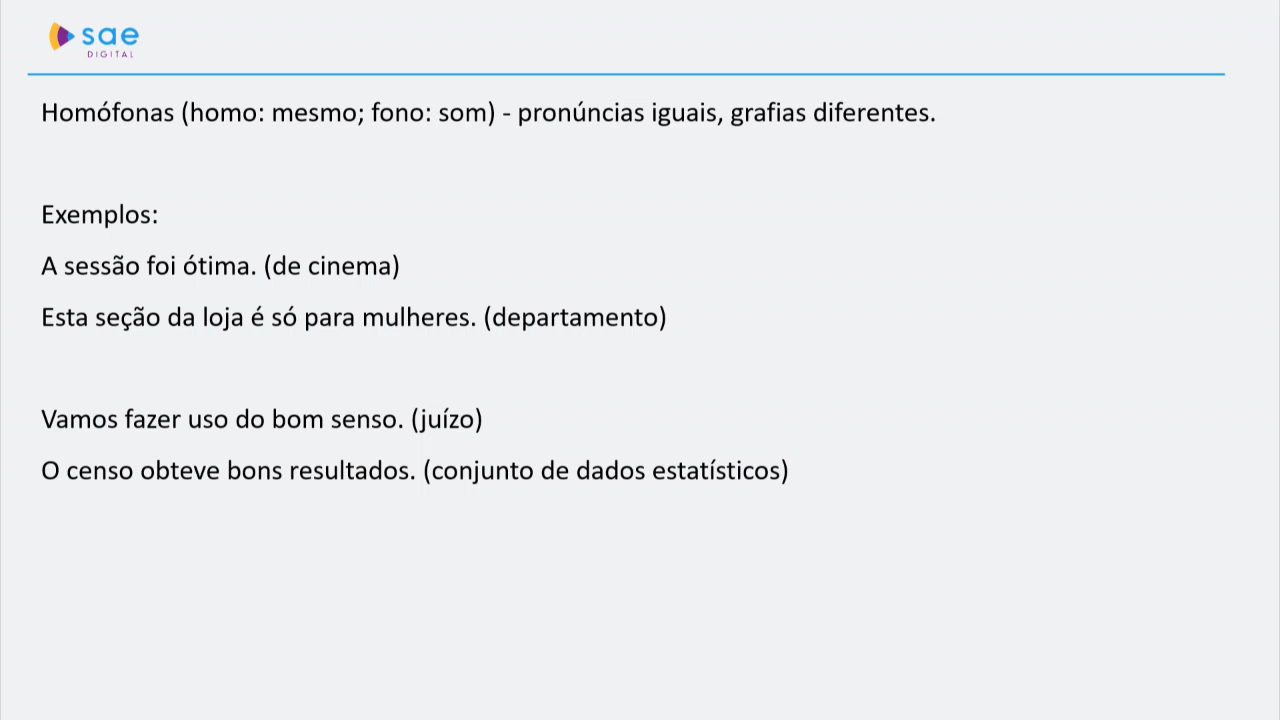 sae
DIGITAL
Homófonas (homo: mesmo; fono: som) - pronúncias iguais, grafias diferentes.
Exemplos:
A sessão foi ótima. (de cinema)
Esta seção da loja é só para mulheres. (departamento)
Vamos fazer uso do bom senso. (juízo)
O censo obteve bons resultados. (conjunto de dados estatísticos)